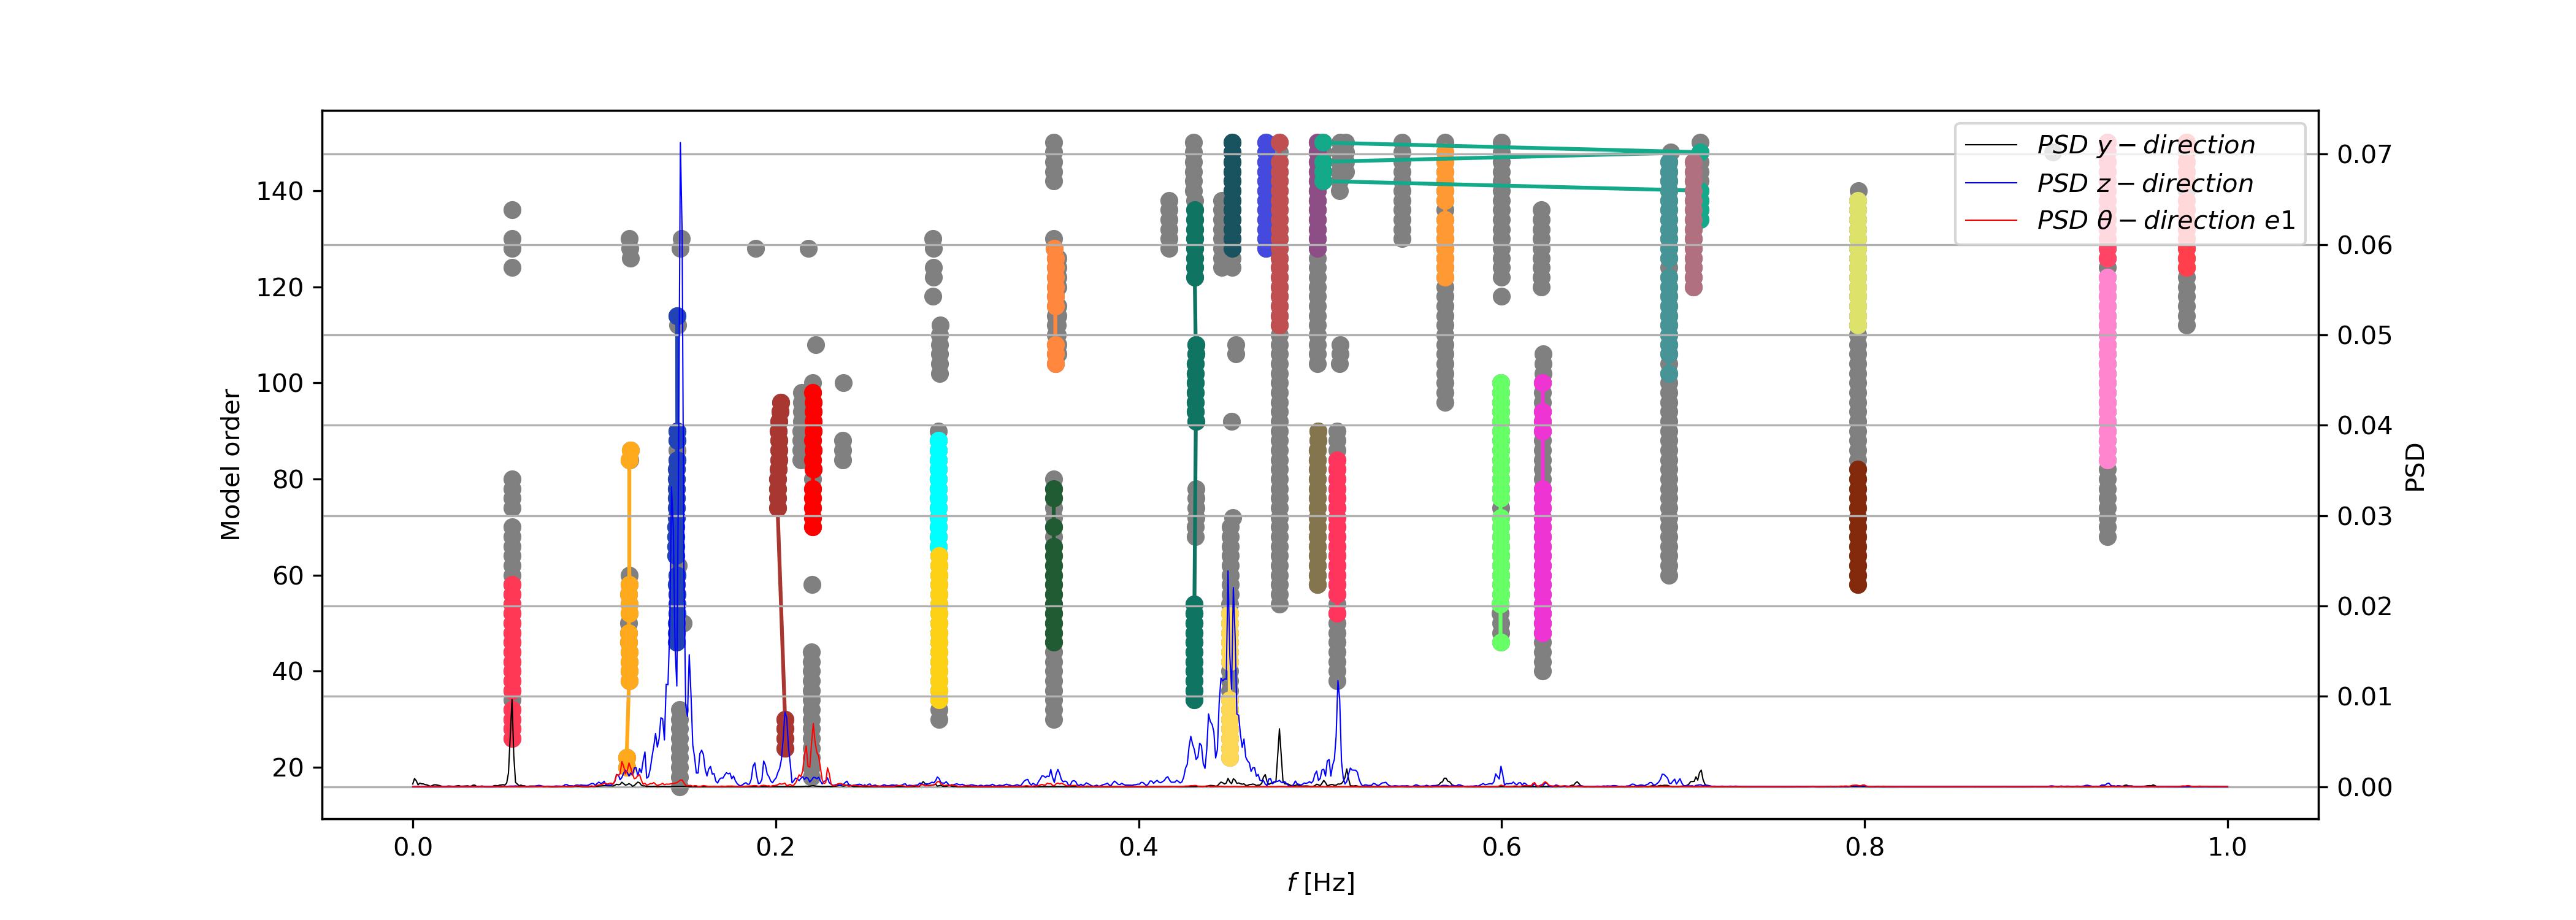 PSD y − direction
PSD z − direction
PSD θ − direction e1
140
120
100
80
60
40
20
Model order
0.07
0.06
0.05
0.04
0.03
0.02
0.01
0.00
PSD
0.0 0.2 0.4 0.6 0.8 1.0
f [Hz]